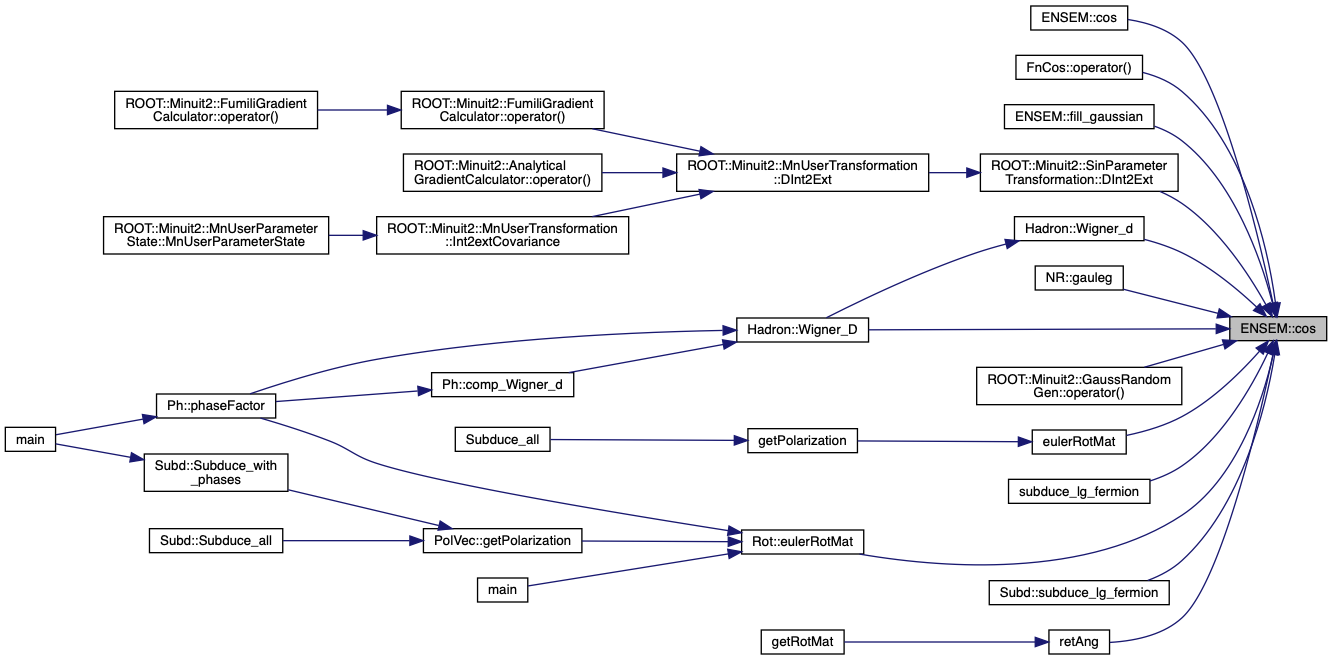 ENSEM::cos
FnCos::operator()
ROOT::Minuit2::FumiliGradient
Calculator::operator()
ROOT::Minuit2::FumiliGradient
Calculator::operator()
ENSEM::fill_gaussian
ROOT::Minuit2::Analytical
GradientCalculator::operator()
ROOT::Minuit2::MnUserTransformation
::DInt2Ext
ROOT::Minuit2::SinParameter
Transformation::DInt2Ext
ROOT::Minuit2::MnUserParameter
State::MnUserParameterState
ROOT::Minuit2::MnUserTransformation
::Int2extCovariance
Hadron::Wigner_d
NR::gauleg
Hadron::Wigner_D
ENSEM::cos
Ph::comp_Wigner_d
ROOT::Minuit2::GaussRandom
Gen::operator()
Ph::phaseFactor
main
Subduce_all
getPolarization
eulerRotMat
Subd::Subduce_with
_phases
subduce_lg_fermion
Subd::Subduce_all
PolVec::getPolarization
Rot::eulerRotMat
main
Subd::subduce_lg_fermion
getRotMat
retAng